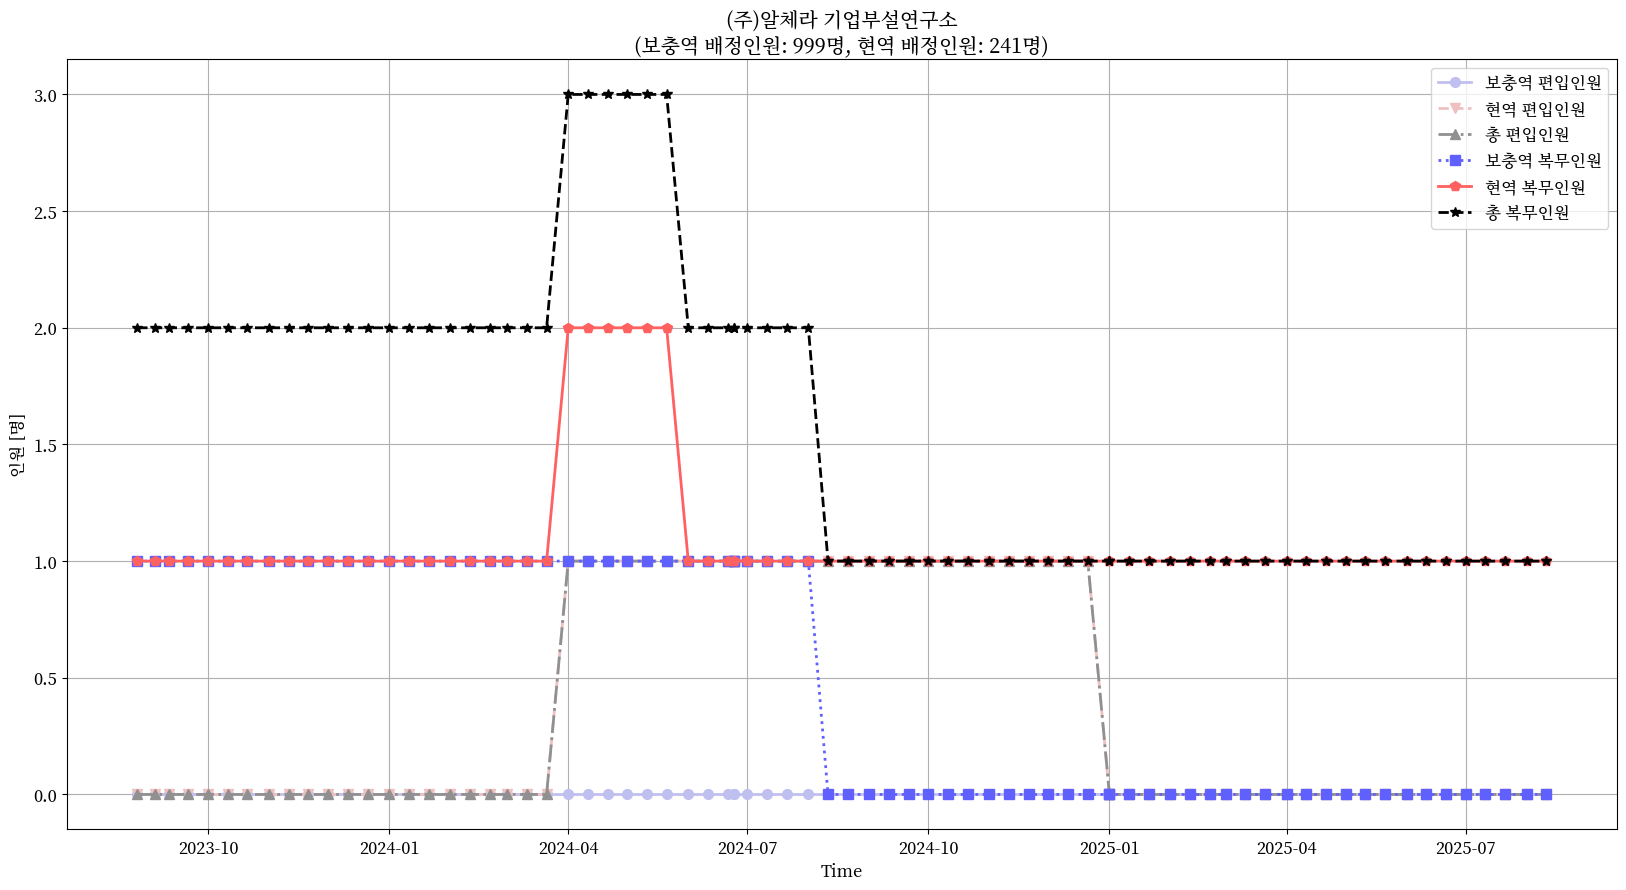 (주)알체라 기업부설연구소
(보충역 배정인원: 999명, 현역 배정인원: 241명)
보충역 편입인원
현역 편입인원
총 편입인원
보충역 복무인원
현역 복무인원
총 복무인원
인원 [명]
3.0
2.5
2.0
1.5
1.0
0.5
0.0
2023-10
2024-01
2024-04
2024-07
2024-10
2025-01
2025-04
2025-07
Time